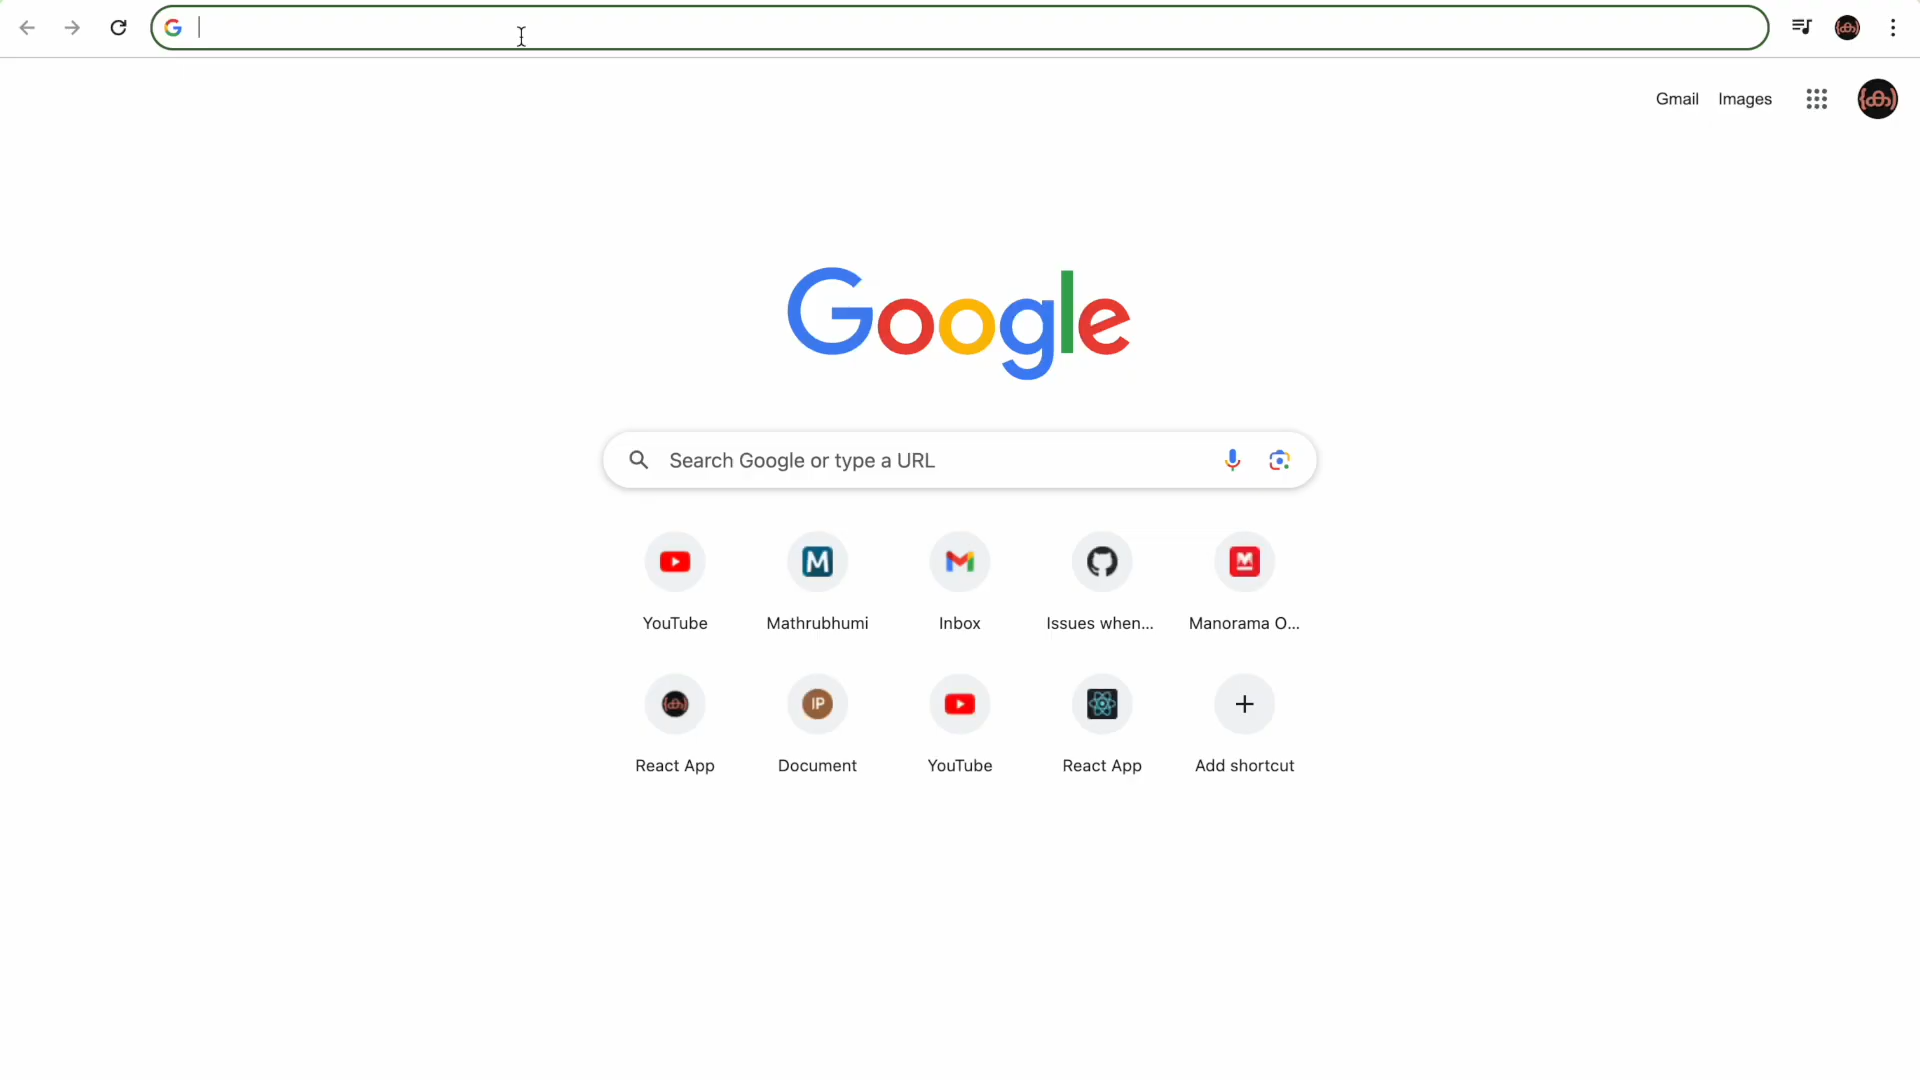 Gmail Images
Google
Search Google or type a URL
YouTube Mathrubhumi Inbox Issues when... Manorama O...
IP
React App Document YouTube React App Add shortcut